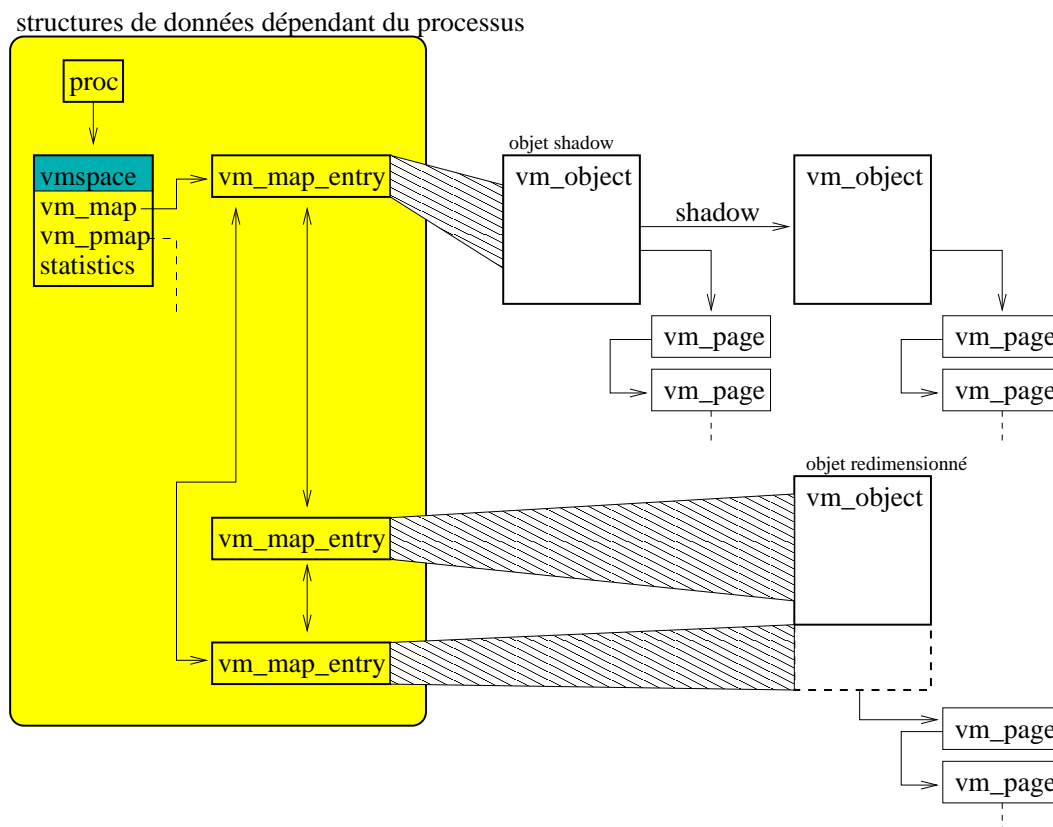 structures de données dépendant du processus
proc
vmspace
vm_map
vm_pmap
statistics
vm_map_entry
objet shadow
vm_object
shadow
vm_object
vm_page
vm_page
vm_page
vm_page
objet redimensionné
vm_object
vm_map_entry
vm_map_entry
vm_page
vm_page